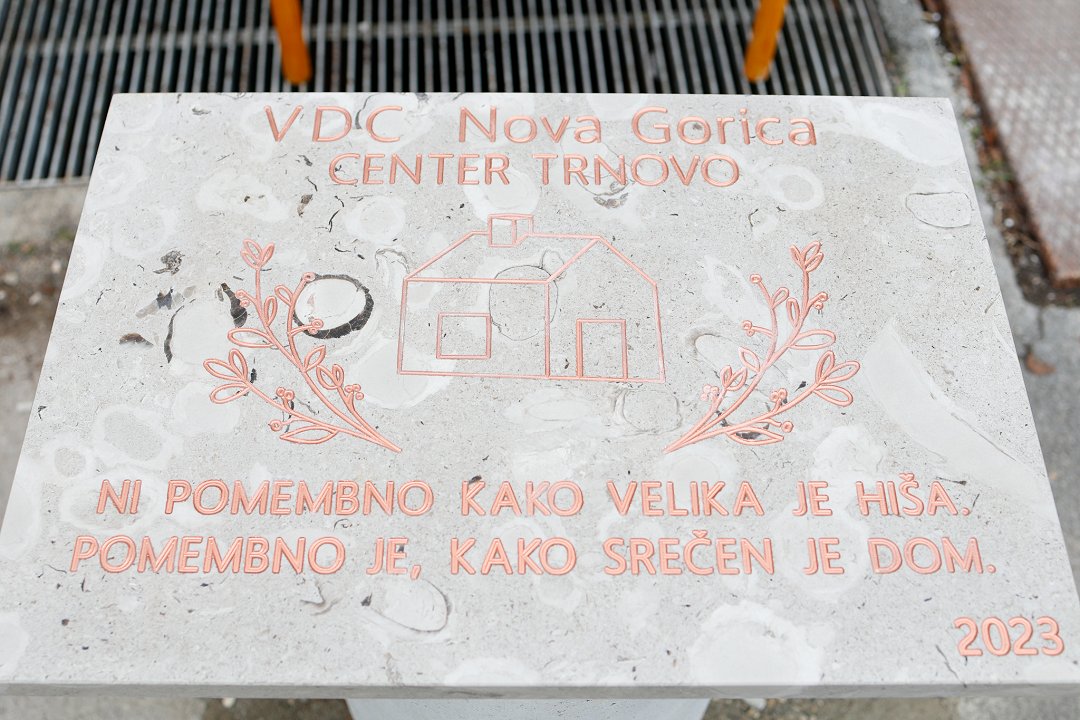 VDC Nova Gorica
CENTER TRNOVO
NI POMEMBNO KAKO VELIKA JE HIŠA.
POMEMBNO JE, KAKO SREČEN JE DOM.
2023